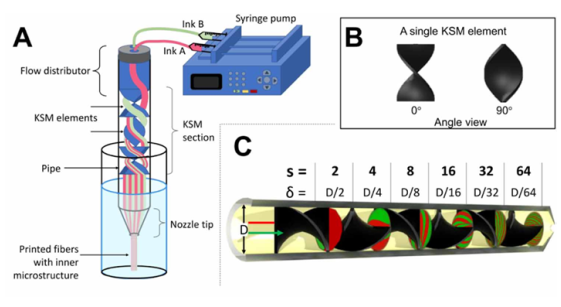 A
Ink B
Ink A
Syringe pump
Flow distributor
KSM elements
KSM
section
Pipe
Nozzle tip
Printed fibers
with inner
microstructure
B
A single KSM element
0°
90°
Angle view
C
s = 2 4 8 16 32 64
δ = D/2 D/4 D/8 D/16 D/32 D/64
D